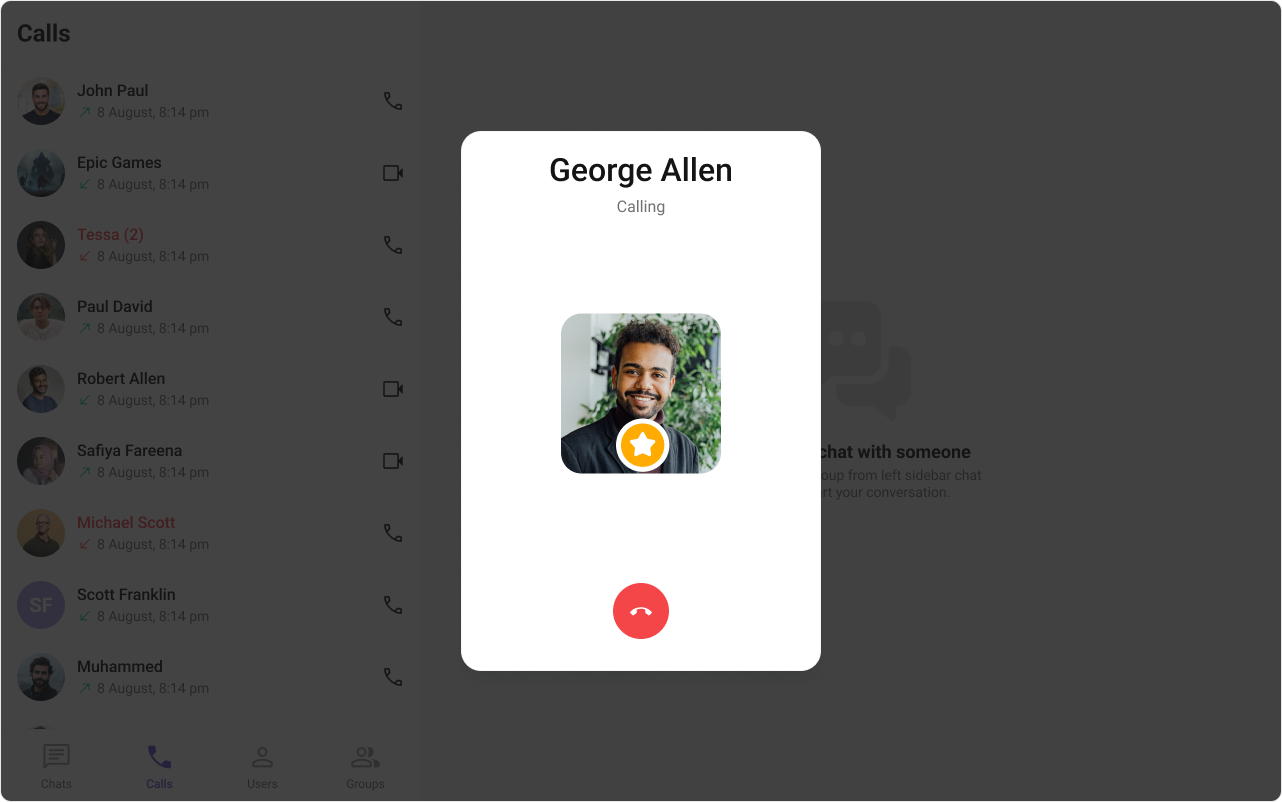 Calls
John Paul
8 August, 8:14 pm
Epic Games
8 August, 8:14 pm
Tessa (2)
8 August, 8:14 pm
Paul David
8 August, 8:14 pm
Robert Allen
8 August, 8:14 pm
Safiya Fareena
8 August, 8:14 pm
Michael Scott
8 August, 8:14 pm
SF
Scott Franklin
8 August, 8:14 pm
Muhammed
8 August, 8:14 pm
Chats
Calls
Users
Groups
George Allen
Calling
chat with someone
from left sidebar chat
your conversation.